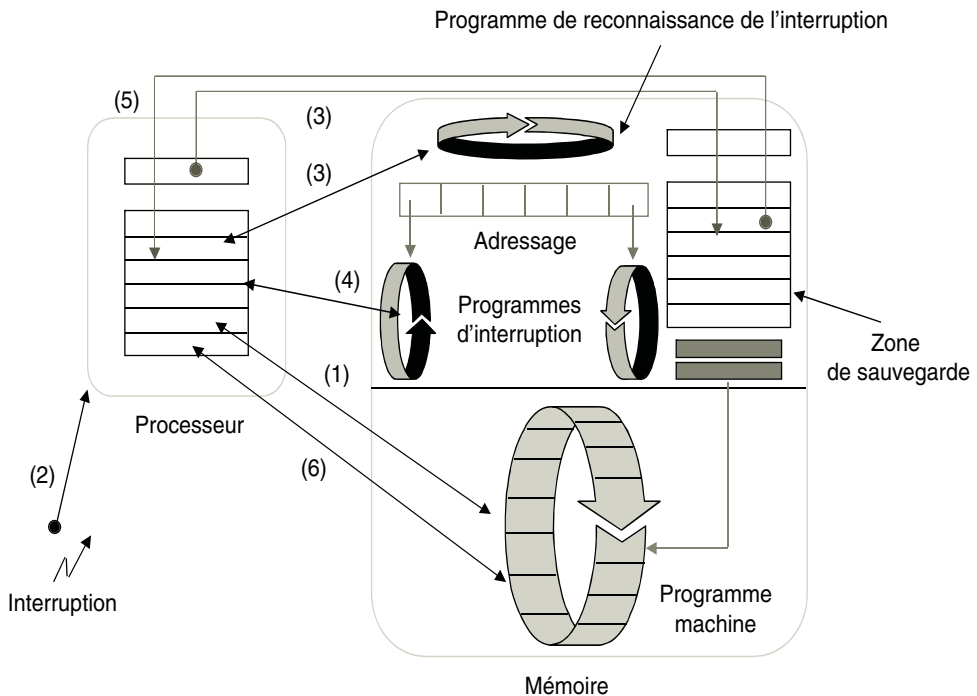 Programme de reconnaissance de l'interruption
(5)
(3)
(3)
Adressage
(4)
Programmes
d'interruption
Zone
de sauvegarde
(1)
Processeur
(6)
(2)
Interruption
Programme
machine
Mémoire